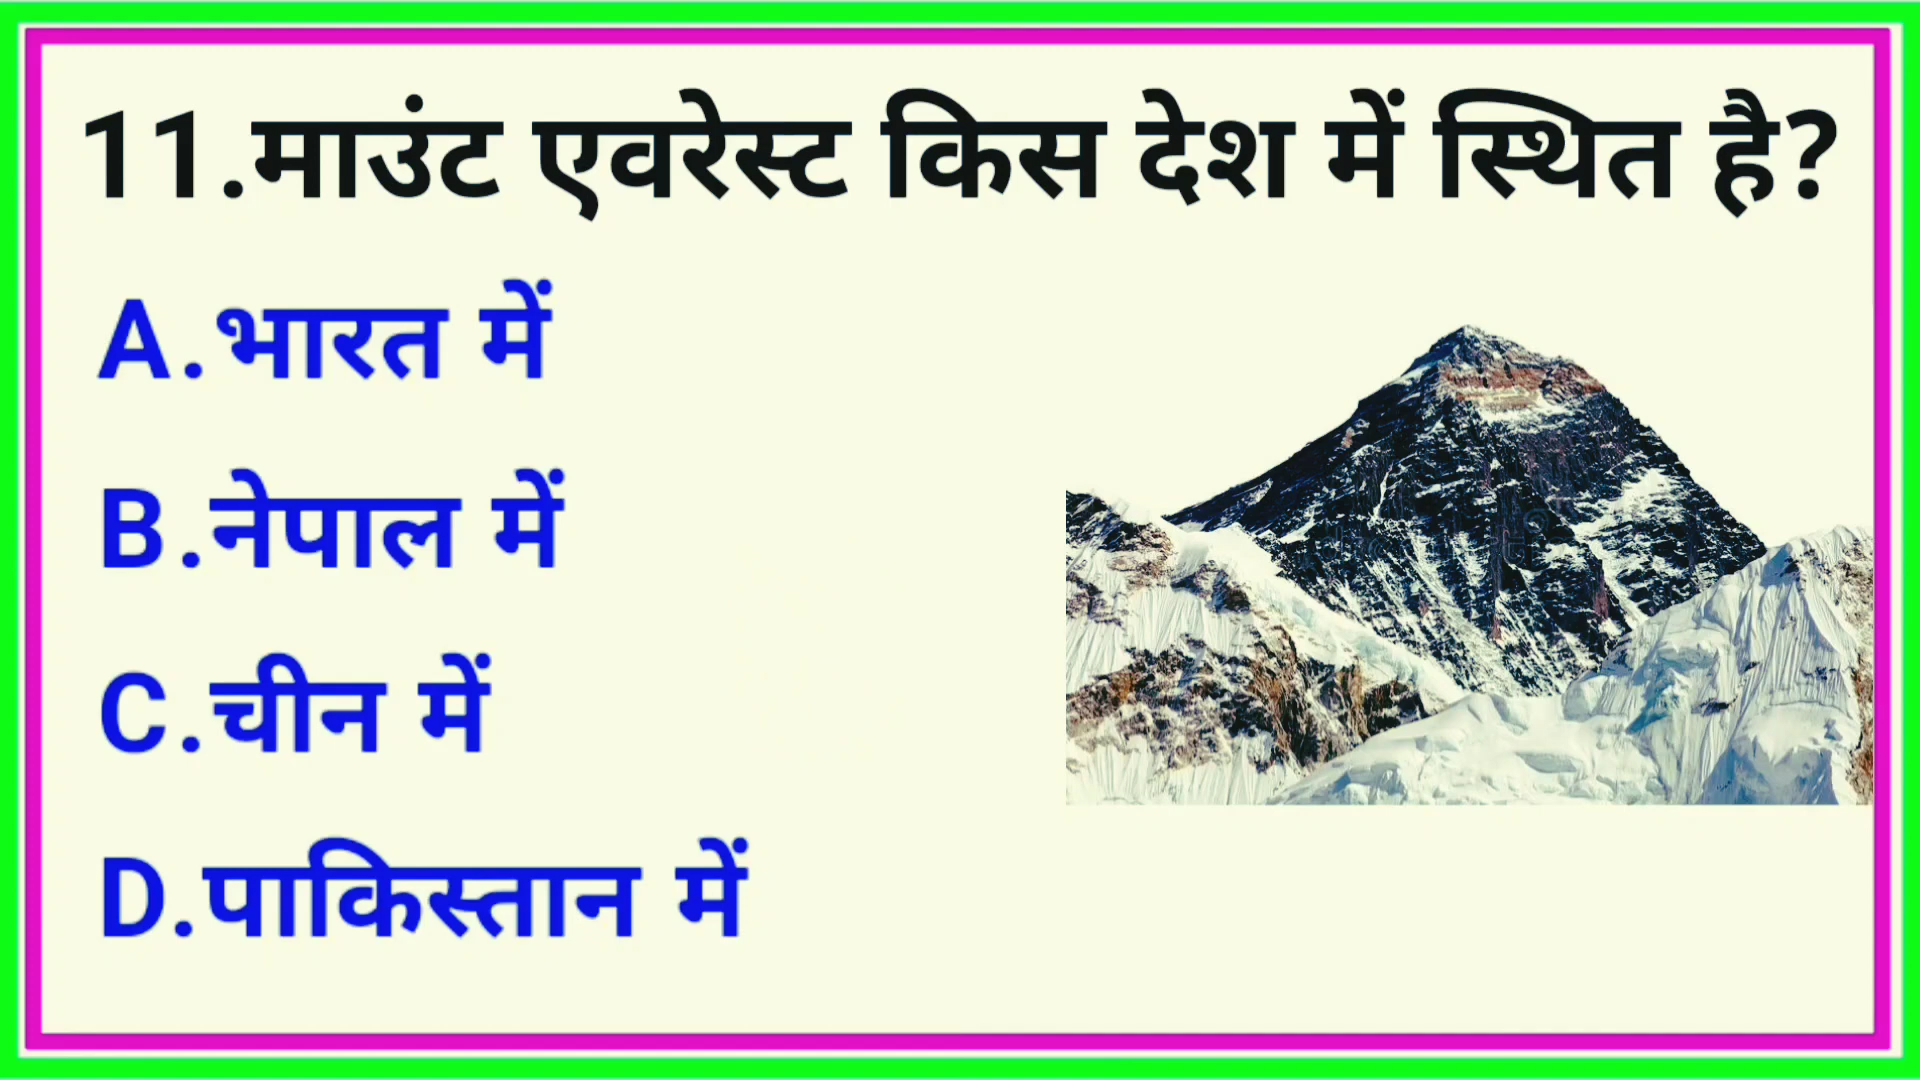 11.माउंट एवरेस्ट किस देश में स्थित है?
A.भारत में
B.नेपाल में
C.चीन में
D.पाकिस्तान में